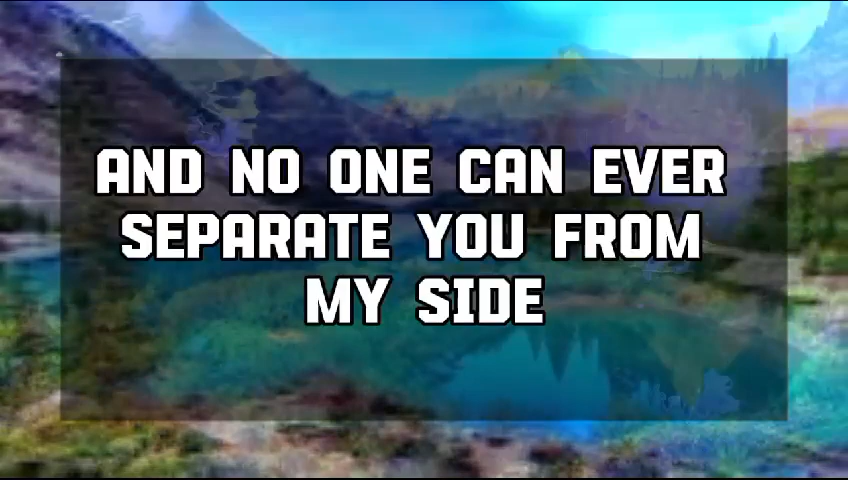 AND NO ONE CAN EVER
SEPARATE YOU FROM
MY SIDE